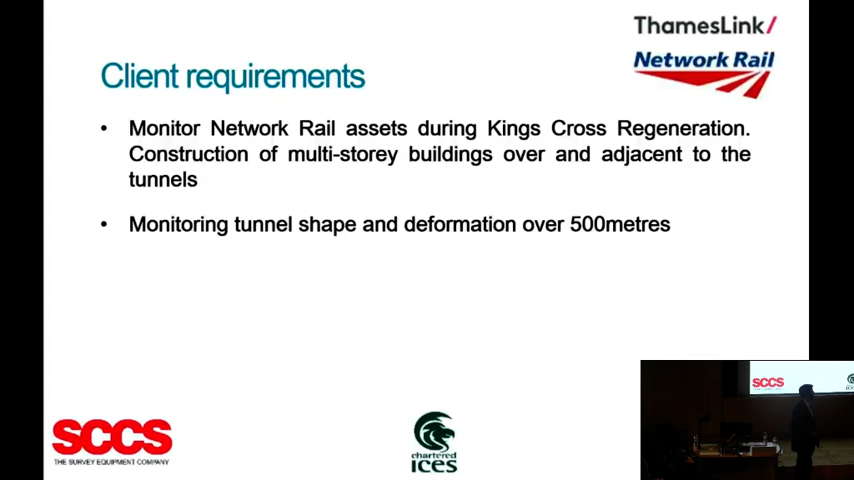 ThamesLink/
Network Rail
Client requirements
• Monitor Network Rail assets during Kings Cross Regeneration.
Construction of multi-storey buildings over and adjacent to the
tunnels
• Monitoring tunnel shape and deformation over 500metres
SCCS
THE SURVEY EQUIPMENT COMPANY
chartered
ICES
SCCS